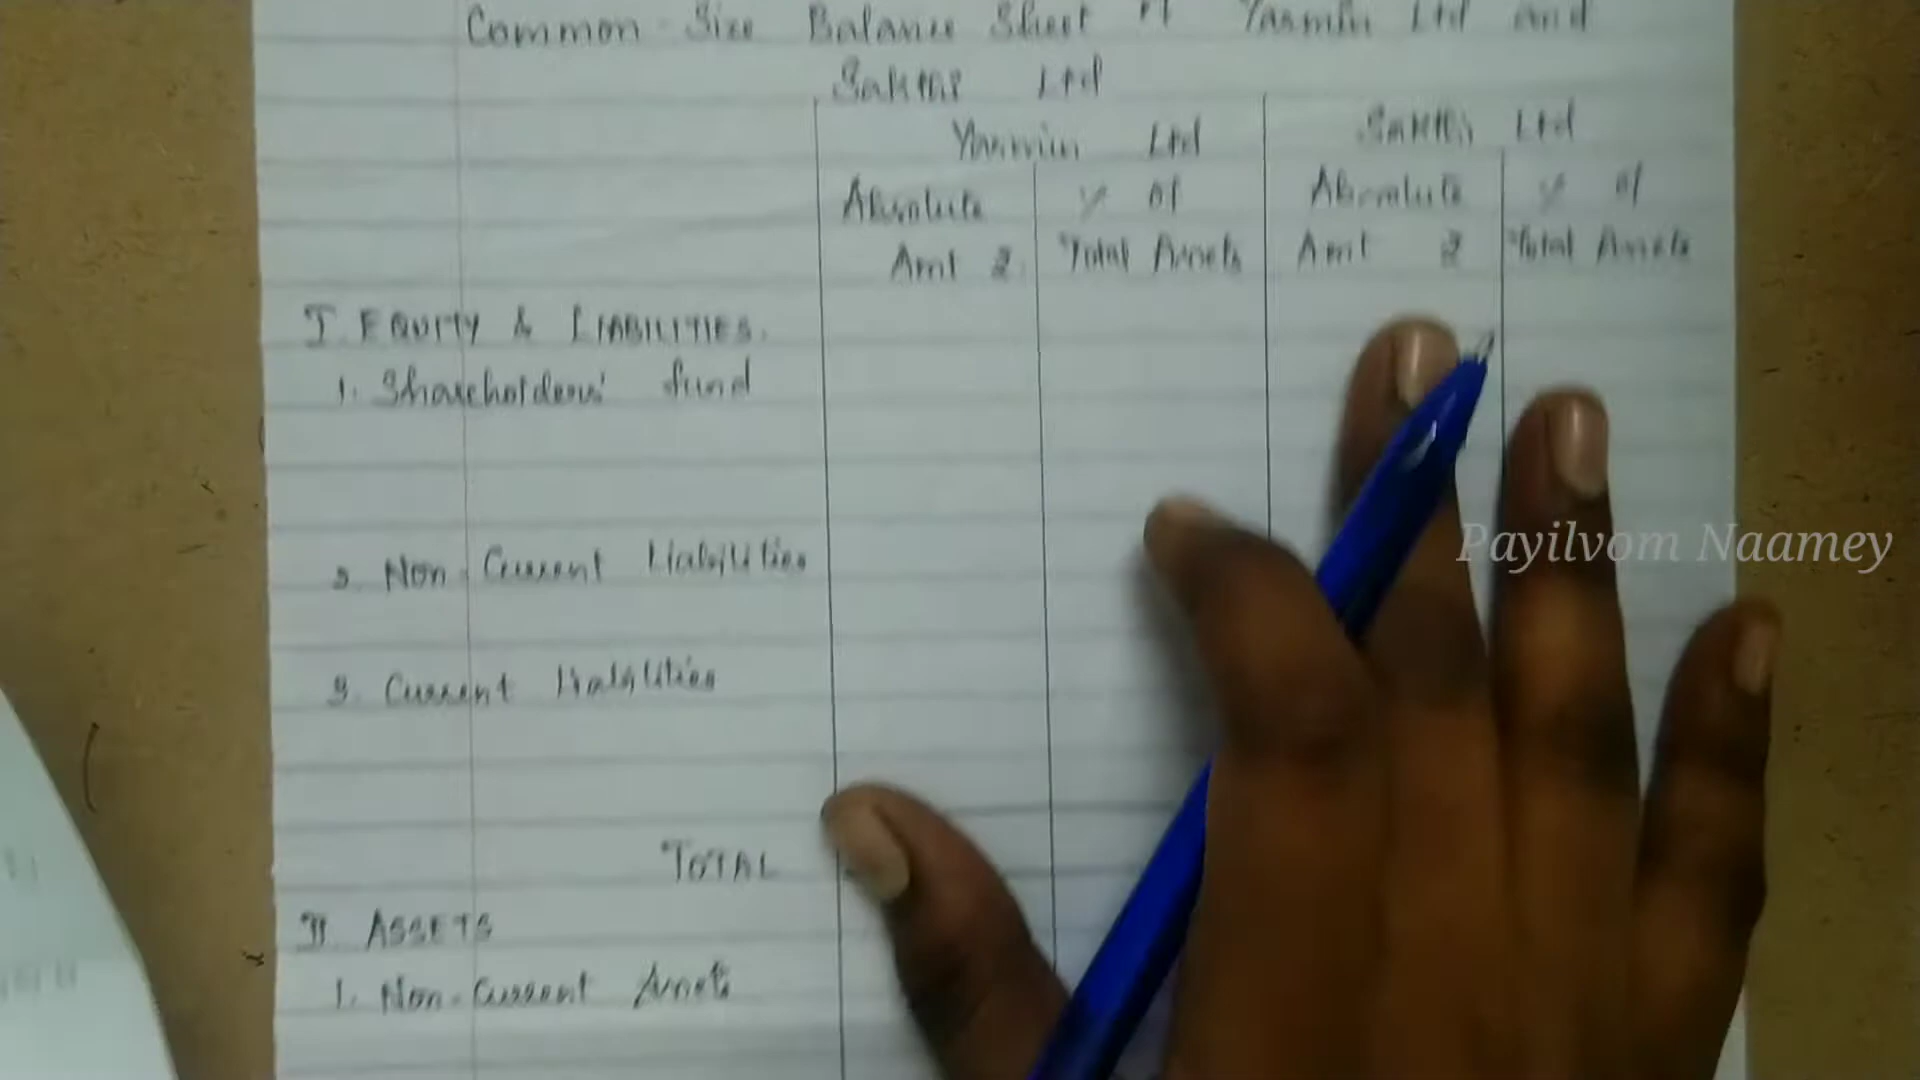 Common-Size Balance Sheet of Yasmin Ltd and
Sakthi Ltd
Yasmin Ltd
Sakthi Ltd
Absolute
Amt ₹
% of
Total Assets
Absolute
Amt ₹
% of
Total Assets
I. EQUITY & LIABILITIES.
1. Shareholders' fund
2. Non-Current Liabilities
3. Current Liabilities
TOTAL
II ASSETS
1. Non-Current Assets
Payilvom Naamey